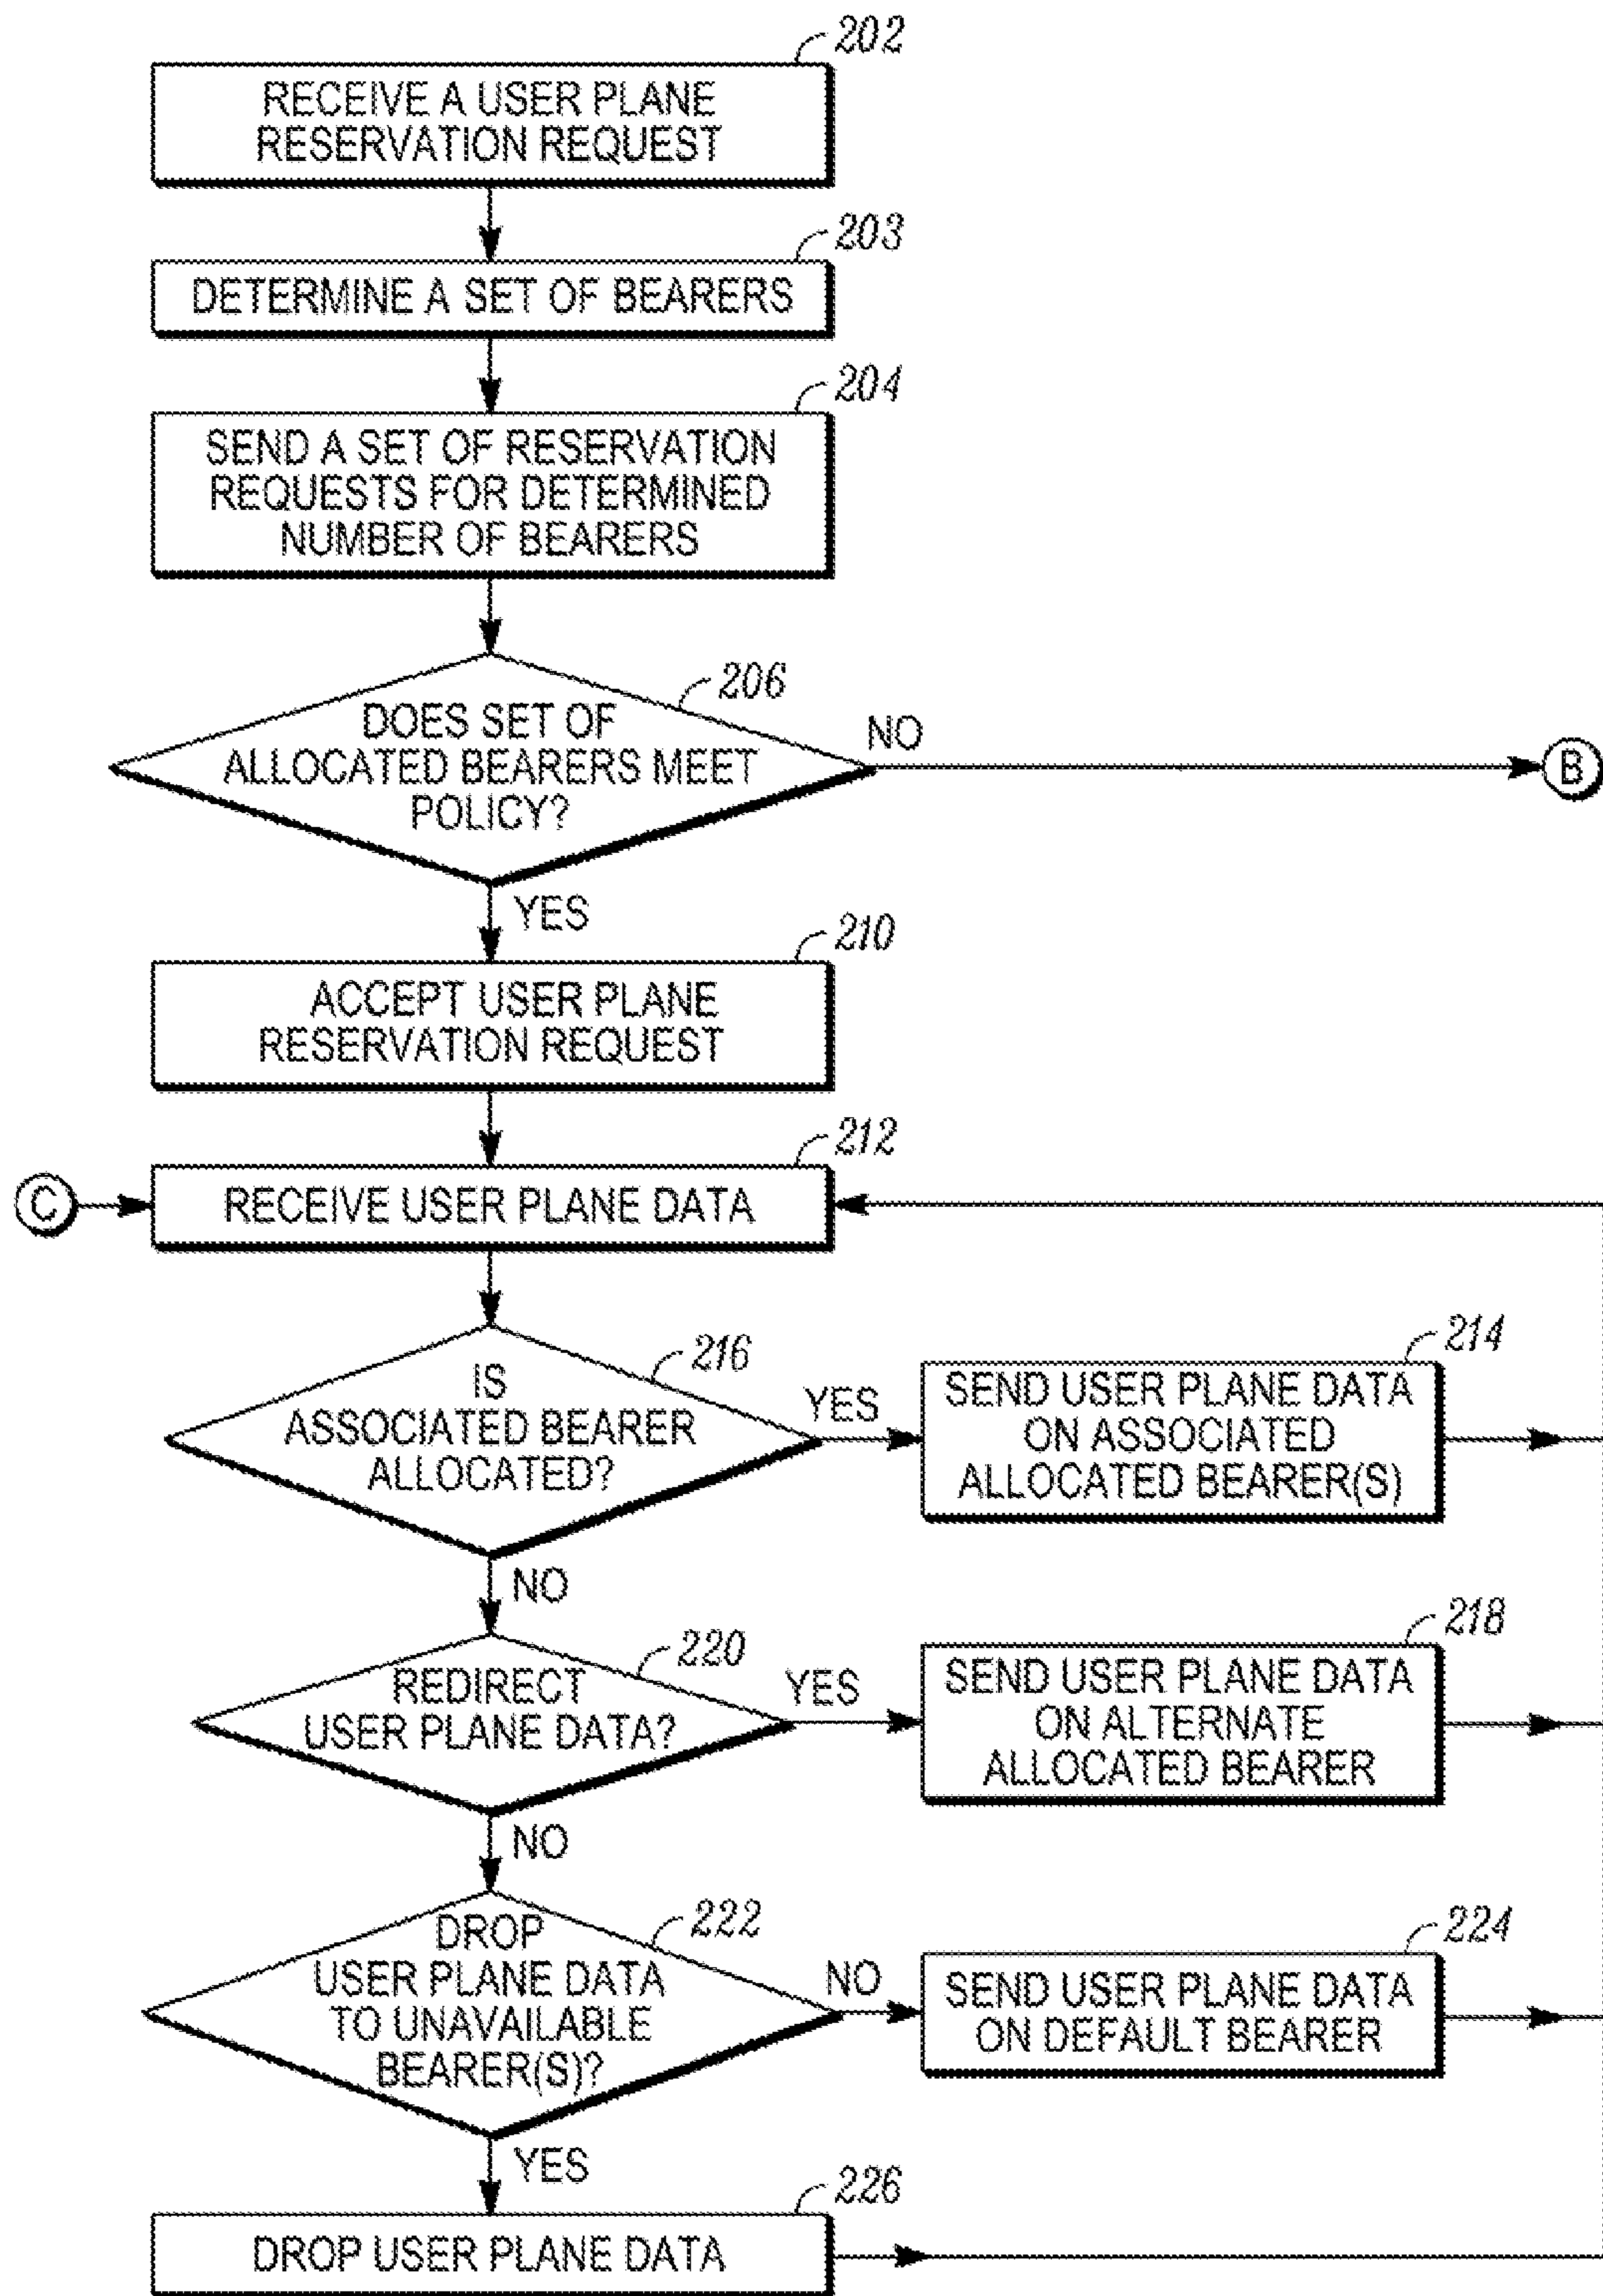 202
RECEIVE A USER PLANE
RESERVATION REQUEST
203
DETERMINE A SET OF BEARERS
204
SEND A SET OF RESERVATION
REQUESTS FOR DETERMINED
NUMBER OF BEARERS
206
DOES SET OF
ALLOCATED BEARERS MEET
POLICY?
NO
B
YES
210
ACCEPT USER PLANE
RESERVATION REQUEST
212
C
RECEIVE USER PLANE DATA
216
IS
ASSOCIATED BEARER
ALLOCATED?
YES
214
SEND USER PLANE DATA
ON ASSOCIATED
ALLOCATED BEARER(S)
NO
220
REDIRECT
USER PLANE DATA?
YES
218
SEND USER PLANE DATA
ON ALTERNATE
ALLOCATED BEARER
NO
222
DROP
USER PLANE DATA
TO UNAVAILABLE
BEARER(S)?
NO
224
SEND USER PLANE DATA
ON DEFAULT BEARER
YES
226
DROP USER PLANE DATA